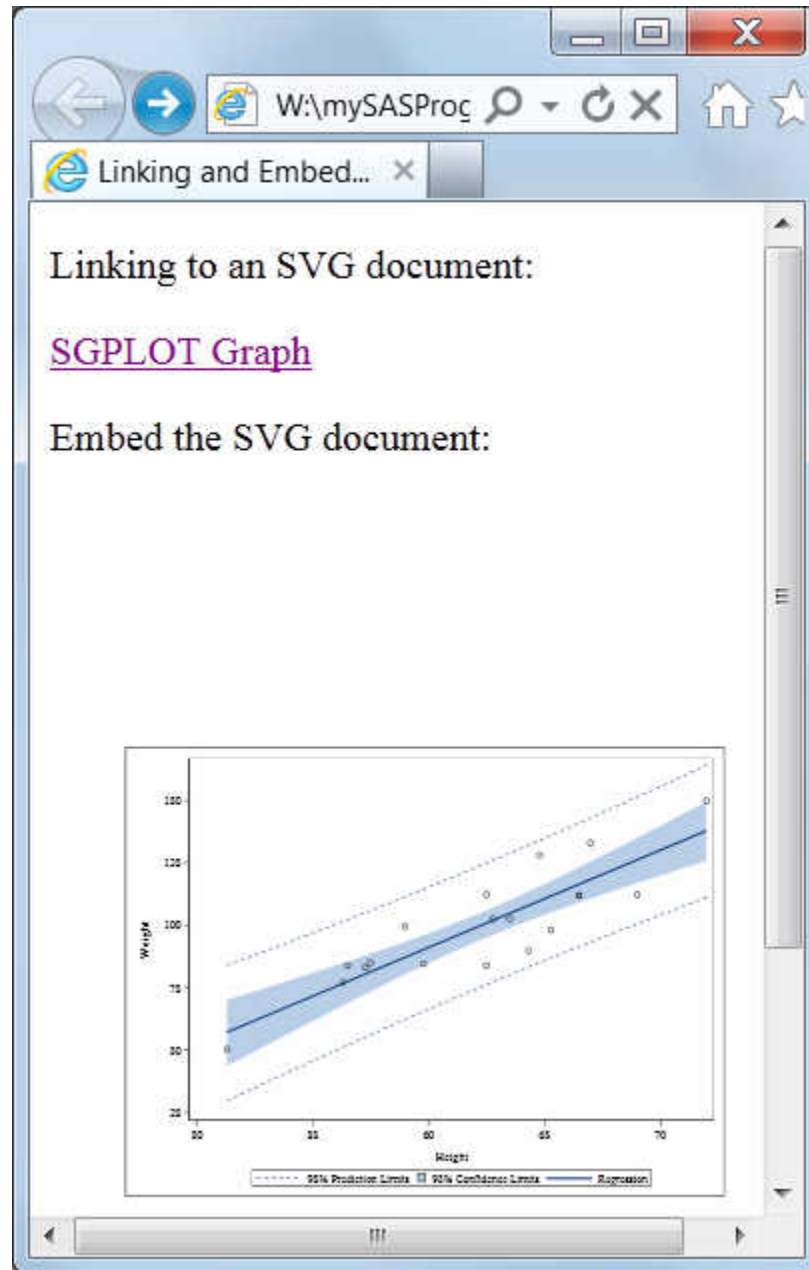 W:\mySASProg
Linking and Embed...
Linking to an SVG document:
SGPLOT Graph
Embed the SVG document:
150
125
100
75
50
25
Weight
50
55
60
65
70
Height
95% Prediction Limits 95% Confidence Limits Regression